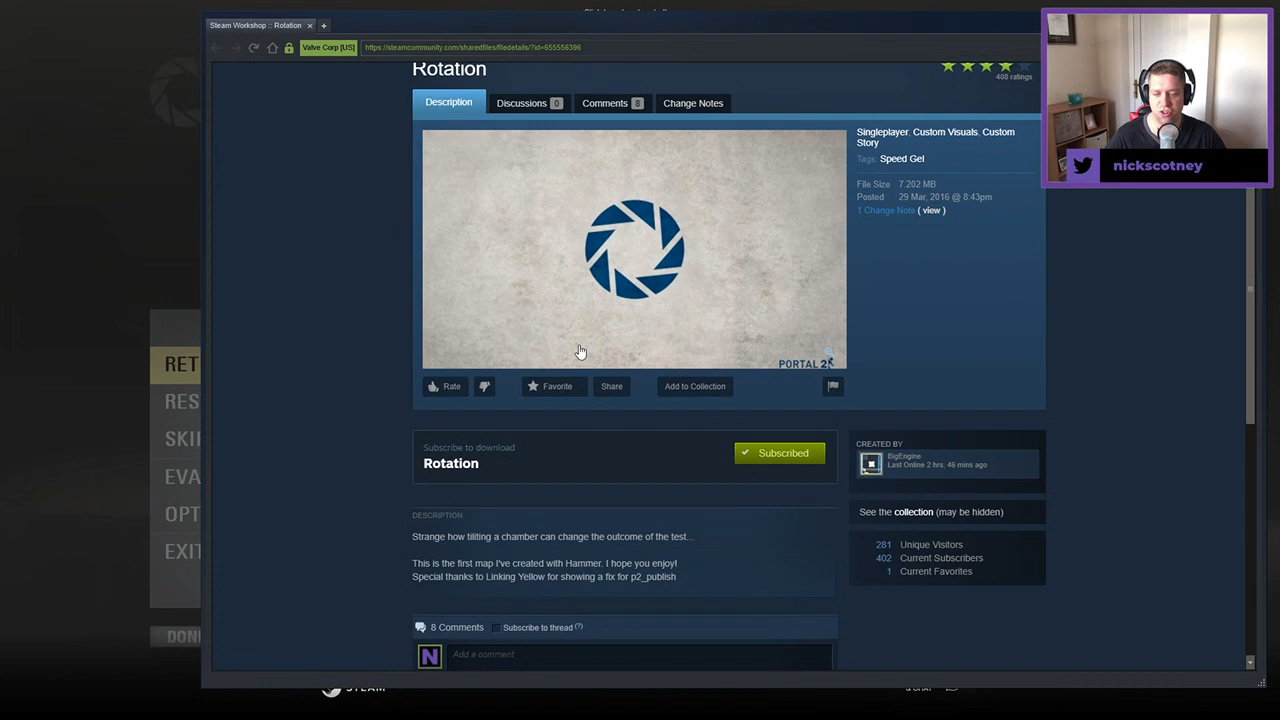 Steam Workshop :: Rotation
Valve Corp [US]
https://steamcommunity.com/sharedfiles/filedetails/?id=655556396
Rotation
408 ratings
Description
Discussions 0
Comments 8
Change Notes
Singleplayer, Custom Visuals, Custom
Story
Tags: Speed Gel
File Size 7.202 MB
Posted 29 Mar, 2016 @ 8:43pm
1 Change Note ( view )
PORTAL 2
nickscotney
Rate
Favorite
Share
Add to Collection
Subscribe to download
Rotation
Subscribed
CREATED BY
BigEngine
Last Online 2 hrs, 46 mins ago
See the collection (may be hidden)
281 Unique Visitors
402 Current Subscribers
1 Current Favorites
DESCRIPTION
Strange how tiliting a chamber can change the outcome of the test...
This is the first map I've created with Hammer. I hope you enjoy!
Special thanks to Linking Yellow for showing a fix for p2_publish
8 Comments
Subscribe to thread (?)
N
Add a comment
RET
RES
SKI
EVA
OPT
EXIT
DON
STEAM
& CHAT